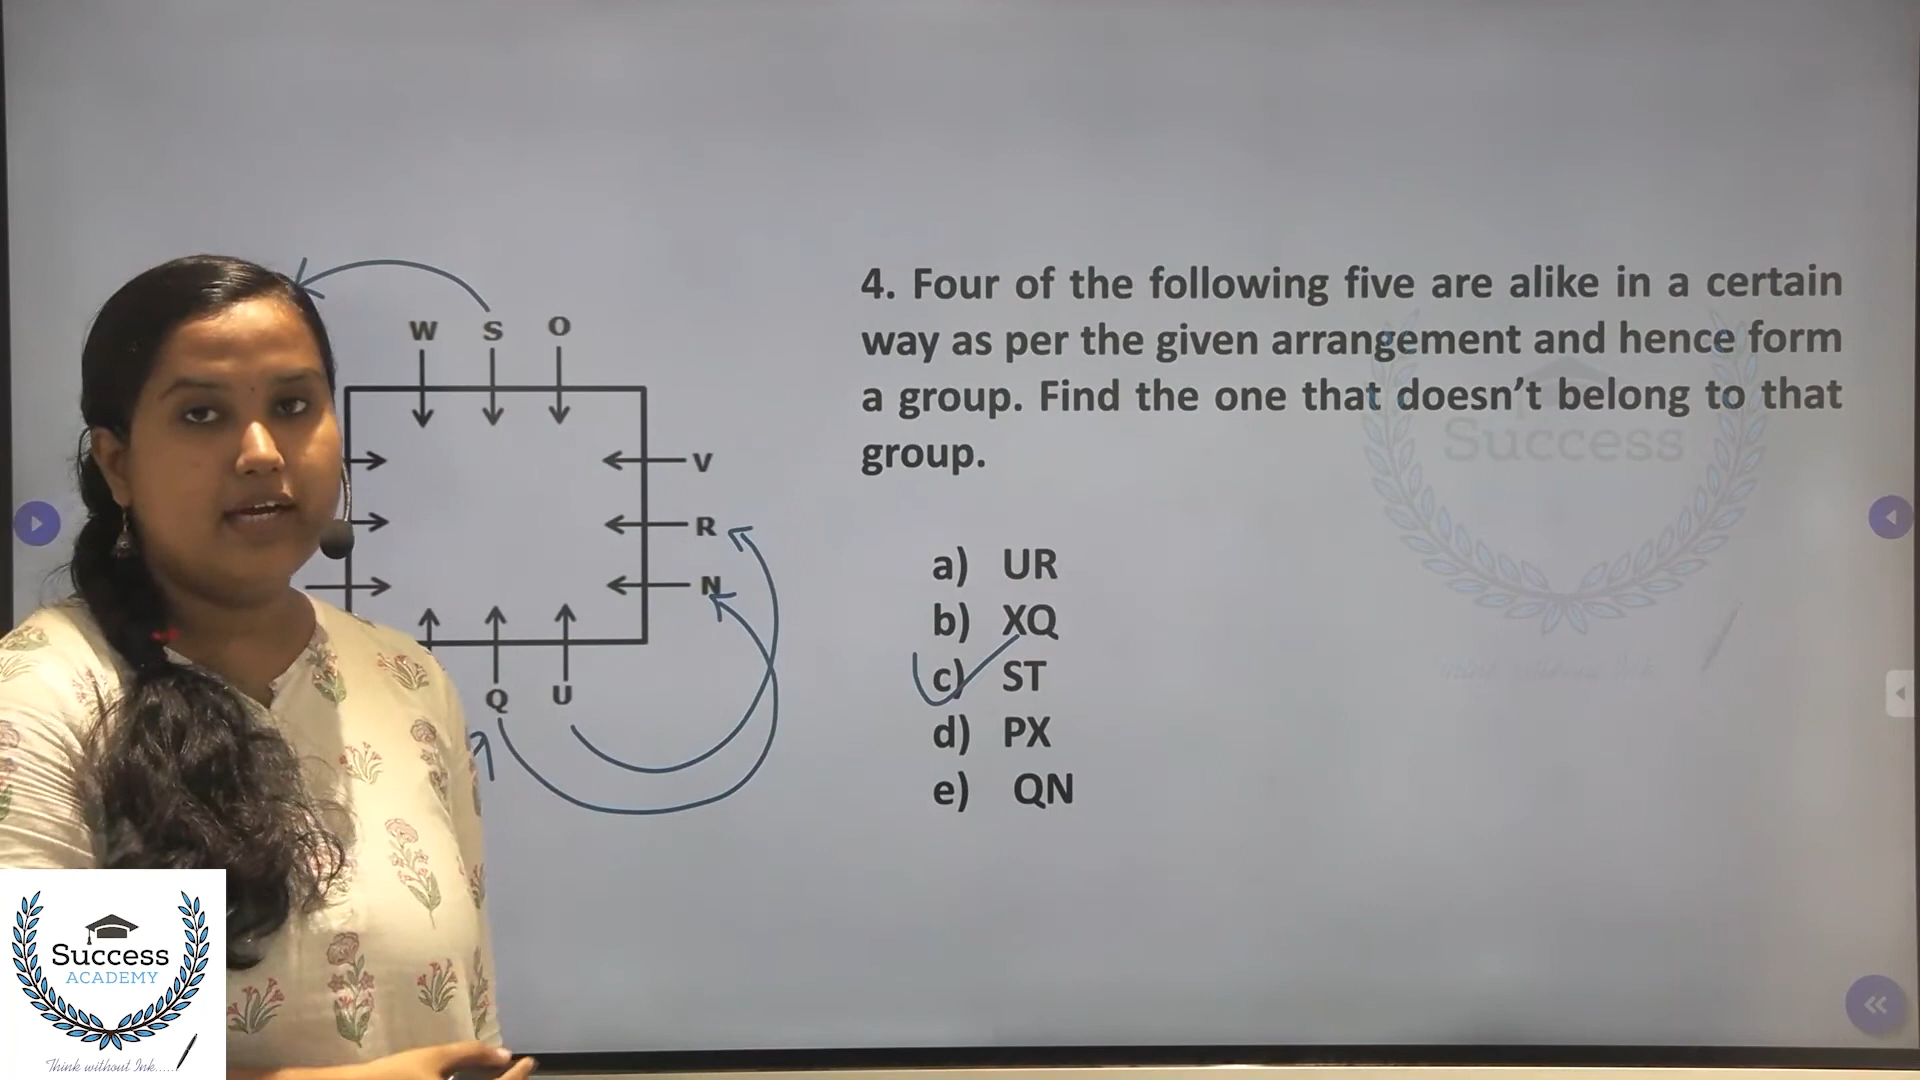 W S O
V
R
N
Q U
4. Four of the following five are alike in a certain
way as per the given arrangement and hence form
a group. Find the one that doesn’t belong to that
group.
a) UR
b) XQ
c) ST
d) PX
e) QN
Success
Success
ACADEMY
Think without Ink.....